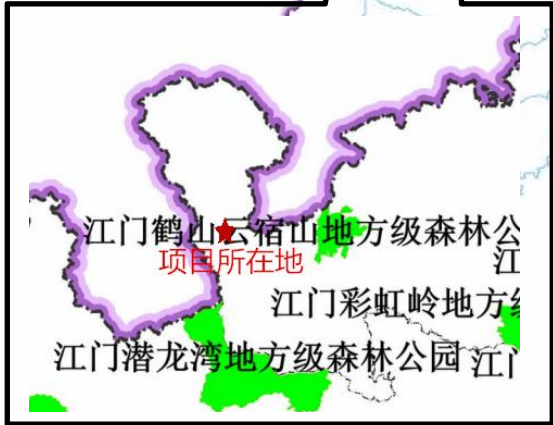 江门鹤山云宿山地方级森林公
江
项目所在地
江门彩虹岭地方
江门潜龙湾地方级森林公园
江